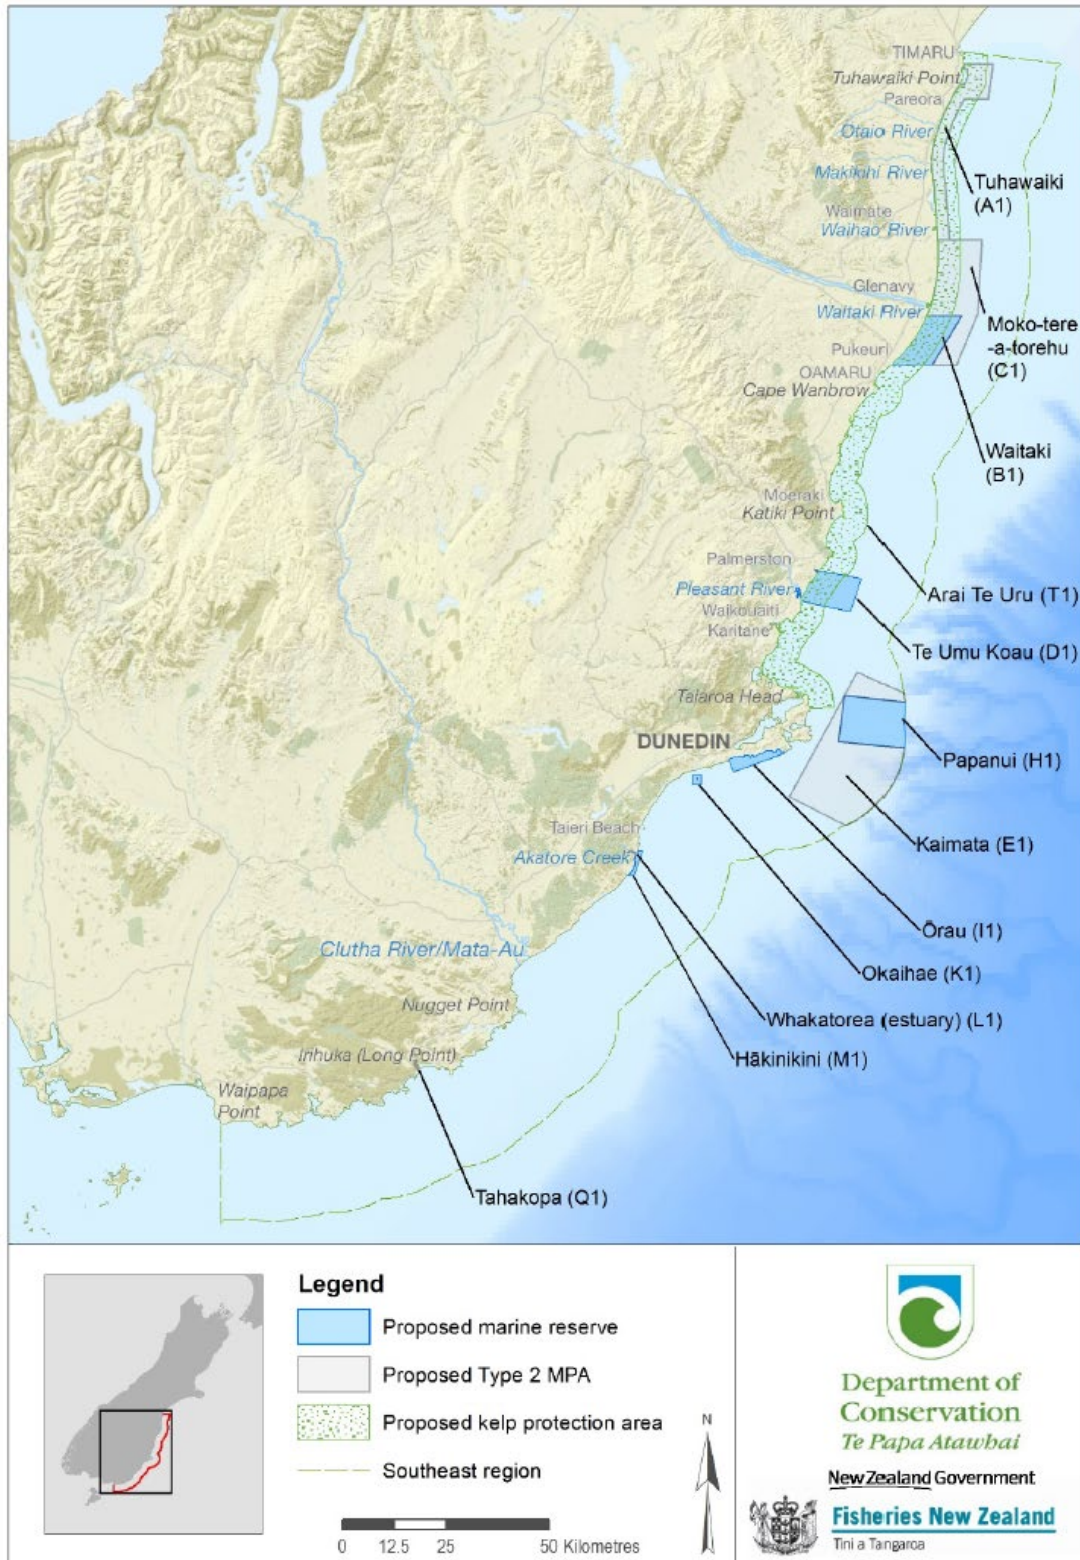 TIMARU
Tuhawaiki Point
Pareora
Otaio River
Makikihi River
Tuhawaiki
(A1)
Waimate
Waihao River
Glenavy
Waitaki River
Moko-tere
-a-torehu
(C1)
Pukeuri
OAMARU
Cape Wanbrow
Waitaki
(B1)
Moeraki
Katiki Point
Palmerston
Pleasant River
Arai Te Uru (T1)
Waikouaiti
Karitane
Te Umu Koau (D1)
Taiaroa Head
DUNEDIN
Papanui (H1)
Taieri Beach
Kaimata (E1)
Akatore Creek
Ōrau (I1)
Clutha River/Mata-Au
Okaihae (K1)
Nugget Point
Whakatorea (estuary) (L1)
Irihuka (Long Point)
Hākinikini (M1)
Waipapa
Point
Tahakopa (Q1)
Legend
Proposed marine reserve
Proposed Type 2 MPA
Proposed kelp protection area
Southeast region
0 12.5 25 50 Kilometres
N
Department of
Conservation
Te Papa Atawhai
New Zealand Government
Fisheries New Zealand
Tini a Tangaroa